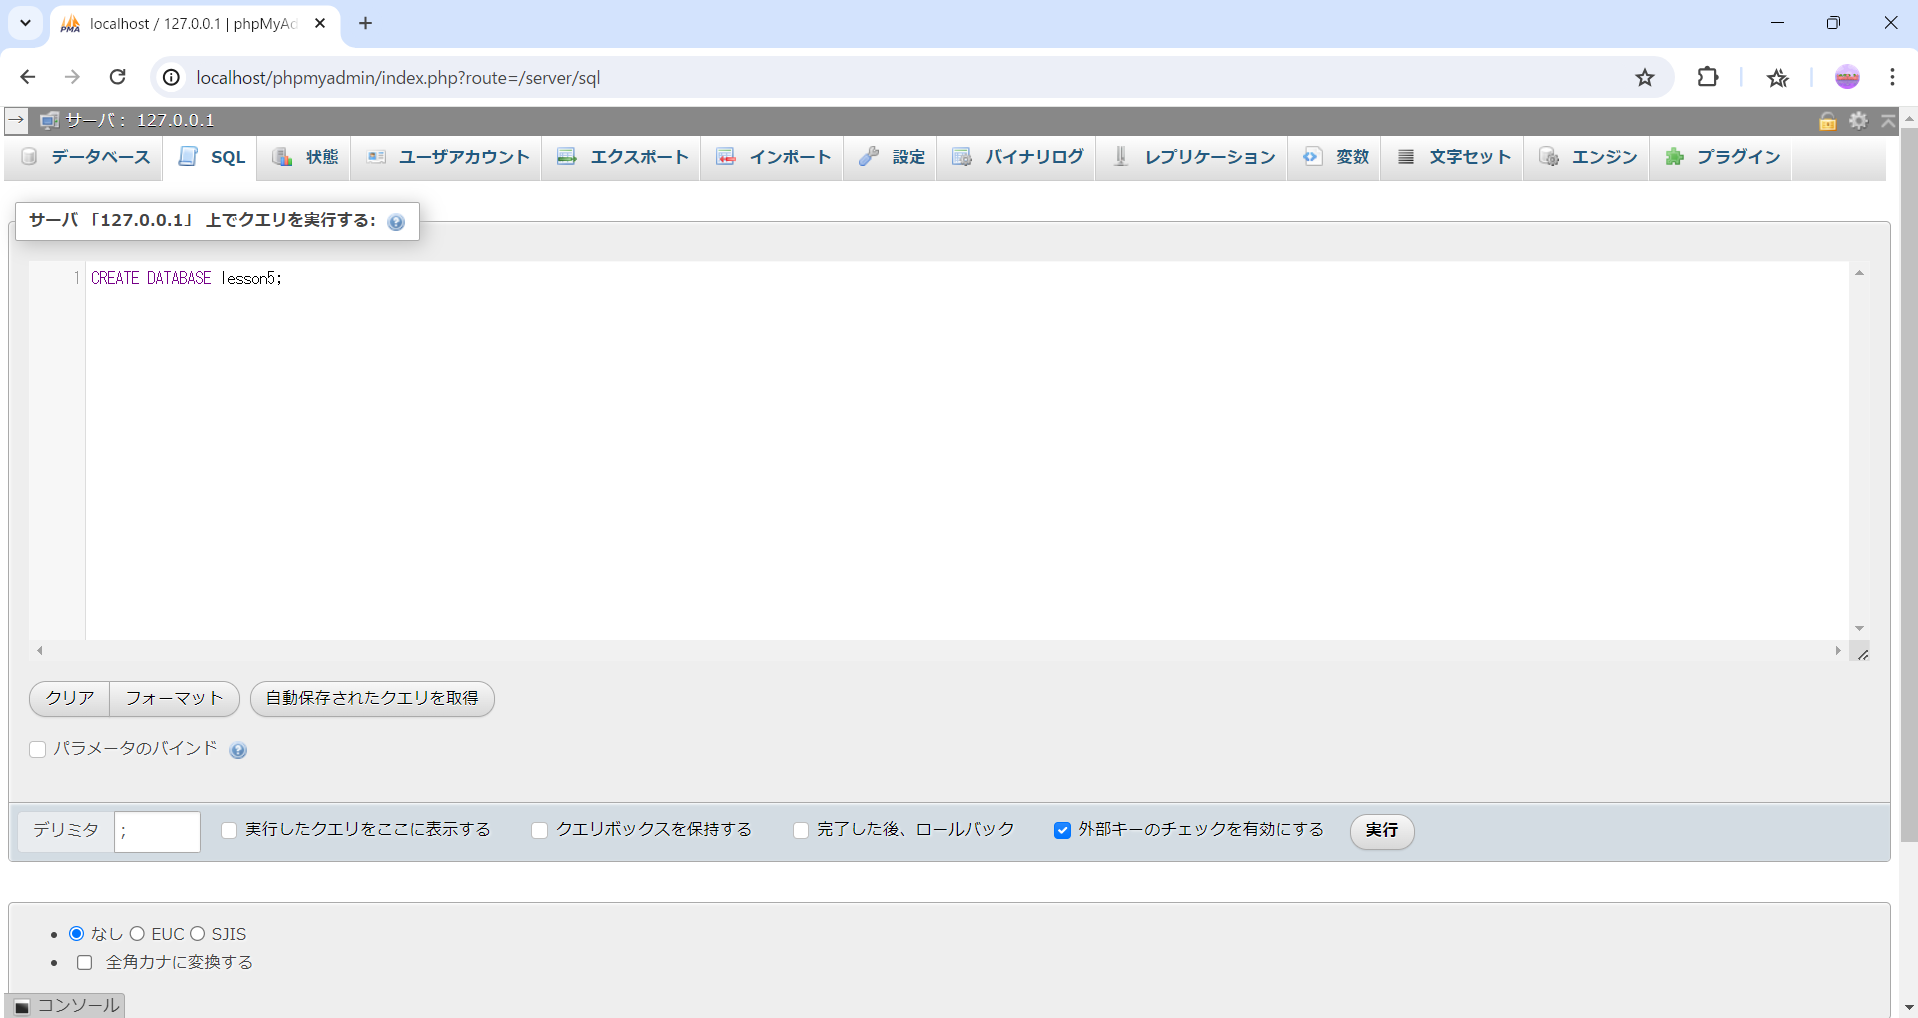 localhost / 127.0.0.1 | phpMyAd
localhost/phpmyadmin/index.php?route=/server/sql
サーバ： 127.0.0.1
データベース SQL 状態 ユーザアカウント エクスポート インポート 設定 バイナリログ レプリケーション 変数 文字セット エンジン プラグイン
サーバ 「127.0.0.1」 上でクエリを実行する:
1 CREATE DATABASE lesson5;
クリア フォーマット 自動保存されたクエリを取得
パラメータのバインド
デリミタ ; 実行したクエリをここに表示する クエリボックスを保持する 完了した後、ロールバック 外部キーのチェックを有効にする 実行
なし EUC SJIS
全角カナに変換する
コンソール